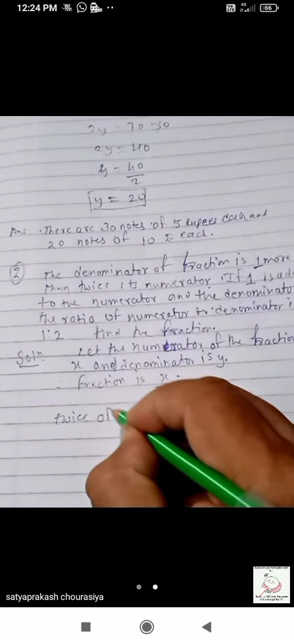 12:24 PM
66
2y = 70-30
2y = 40
y = 40
2
[y = 20]
Ans: There are 30 notes of 5 rupees each and
20 notes of 10 ₹ each.
② The denominator of fraction is 1 more
than twice its numerator. If 1 is ad
to the numerator and the denominato
the ratio of numerator to denominator i
1:2 find the fraction.
Soln Let the numerator of the fraction
x and denominator is y.
∴ fraction is x
twice of
satyaprakash chourasiya